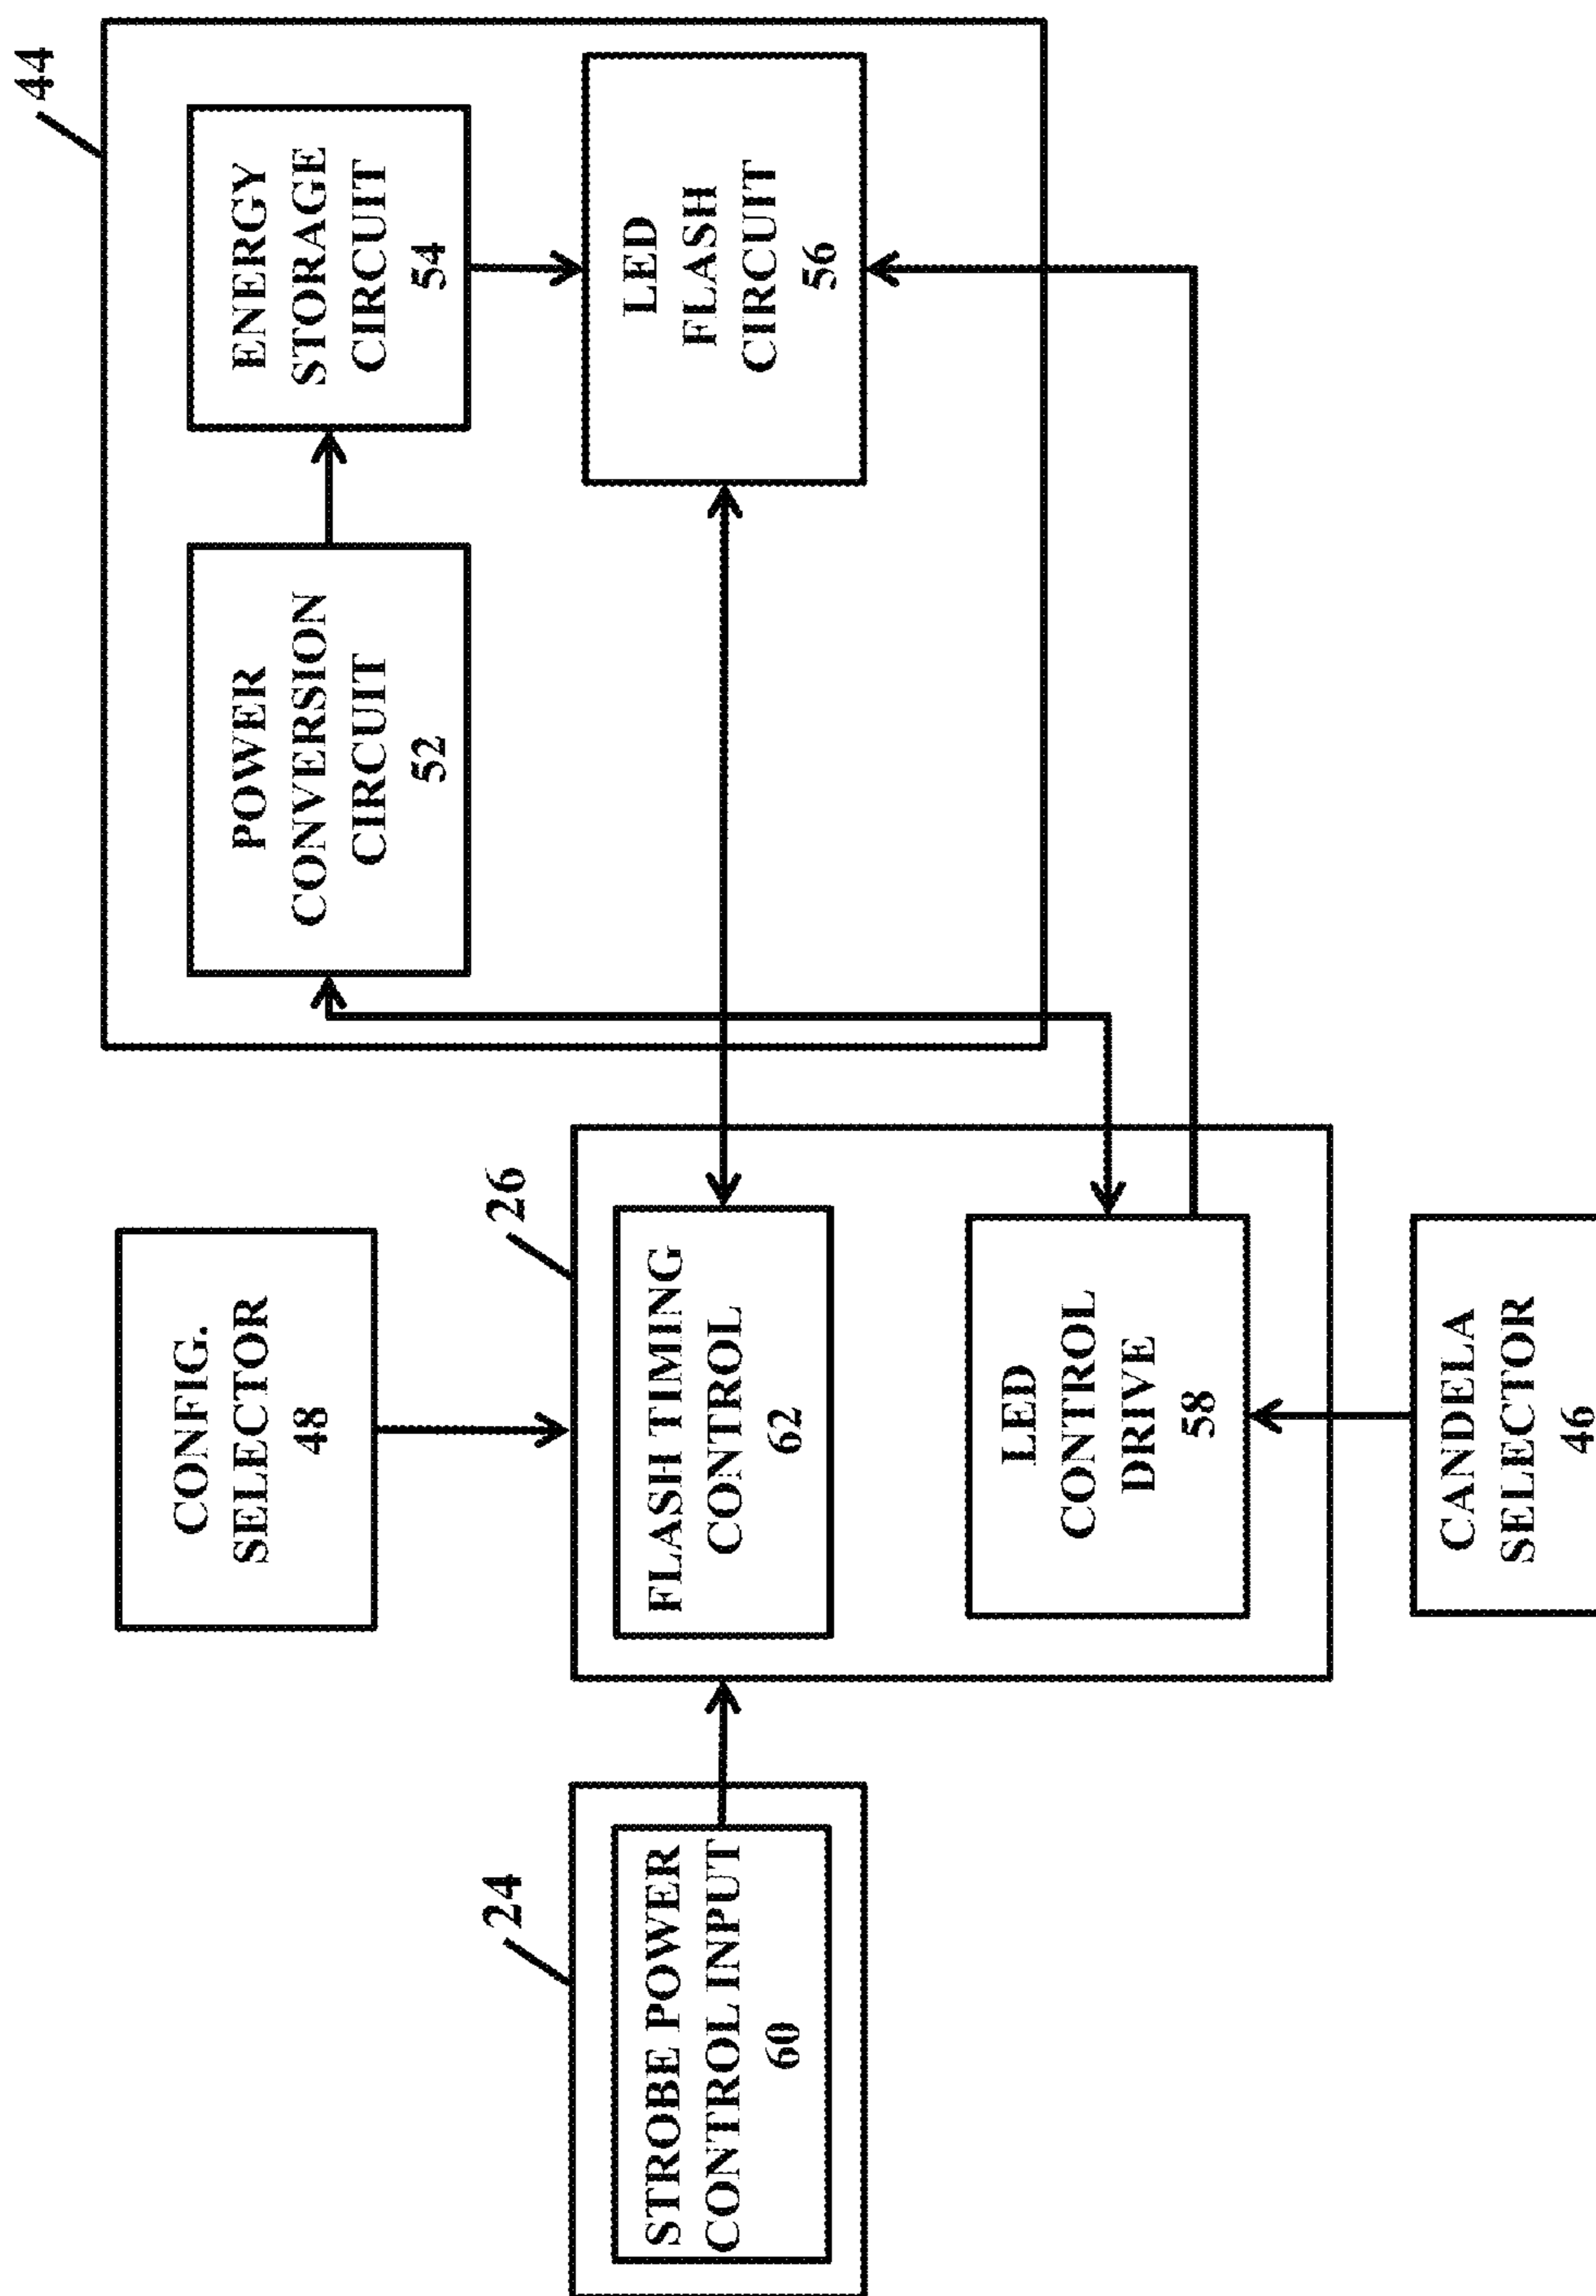 44
POWER
CONVERSION
CIRCUIT
52
ENERGY
STORAGE
CIRCUIT
54
LED
FLASH
CIRCUIT
56
CONFIG.
SELECTOR
48
26
FLASH TIMING
CONTROL
62
LED
CONTROL
DRIVE
58
CANDELA
SELECTOR
46
24
STROBE POWER
CONTROL INPUT
60